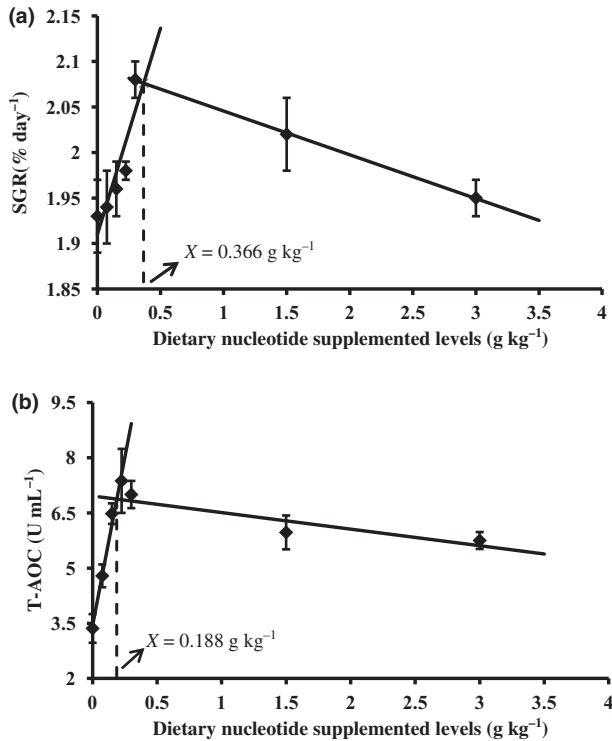 (a)
2.15
2.1
2.05
2
1.95
1.9
1.85
SGR(% day⁻¹)
X = 0.366 g kg⁻¹
0 0.5 1 1.5 2 2.5 3 3.5 4
Dietary nucleotide supplemented levels (g kg⁻¹)
(b)
9.5
8
6.5
5
3.5
2
T-AOC (U mL⁻¹)
X = 0.188 g kg⁻¹
0 0.5 1 1.5 2 2.5 3 3.5 4
Dietary nucleotide supplemented levels (g kg⁻¹)